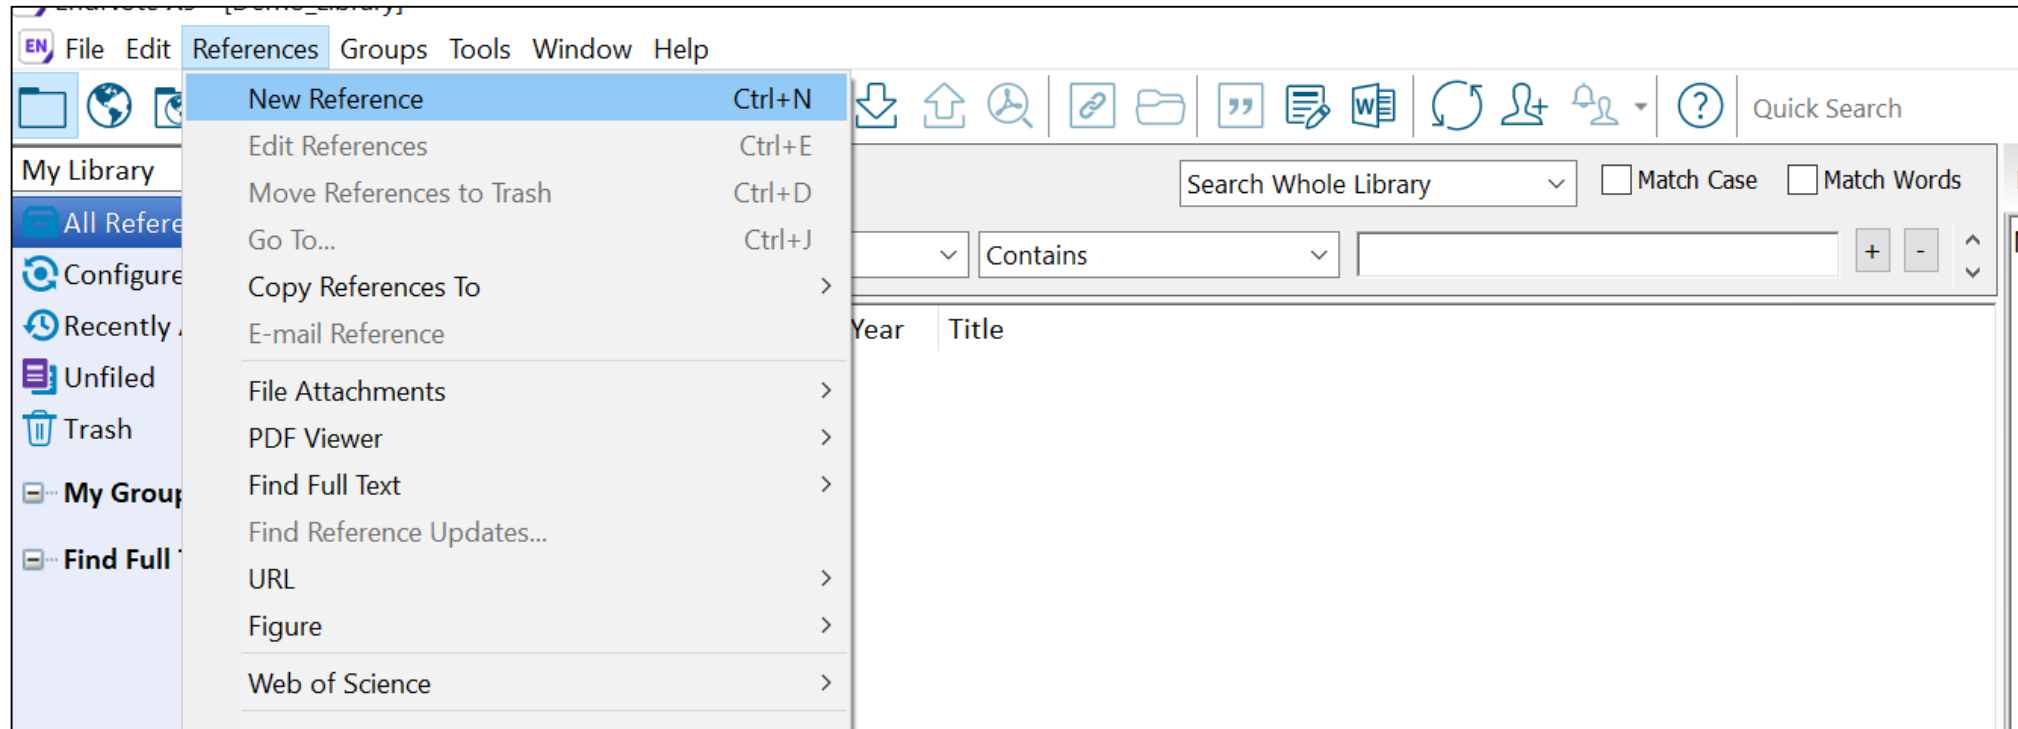 EndNote X9 - [Demo_Library]
EN File Edit References Groups Tools Window Help
New Reference Ctrl+N
Quick Search
Edit References Ctrl+E
My Library
Move References to Trash Ctrl+D
Search Whole Library Match Case Match Words
All Refere
Go To... Ctrl+J
Contains + -
Configure
Copy References To
Recently
E-mail Reference
Year Title
Unfiled
File Attachments
Trash
PDF Viewer
Find Full Text
My Group
Find Reference Updates...
Find Full
URL
Figure
Web of Science